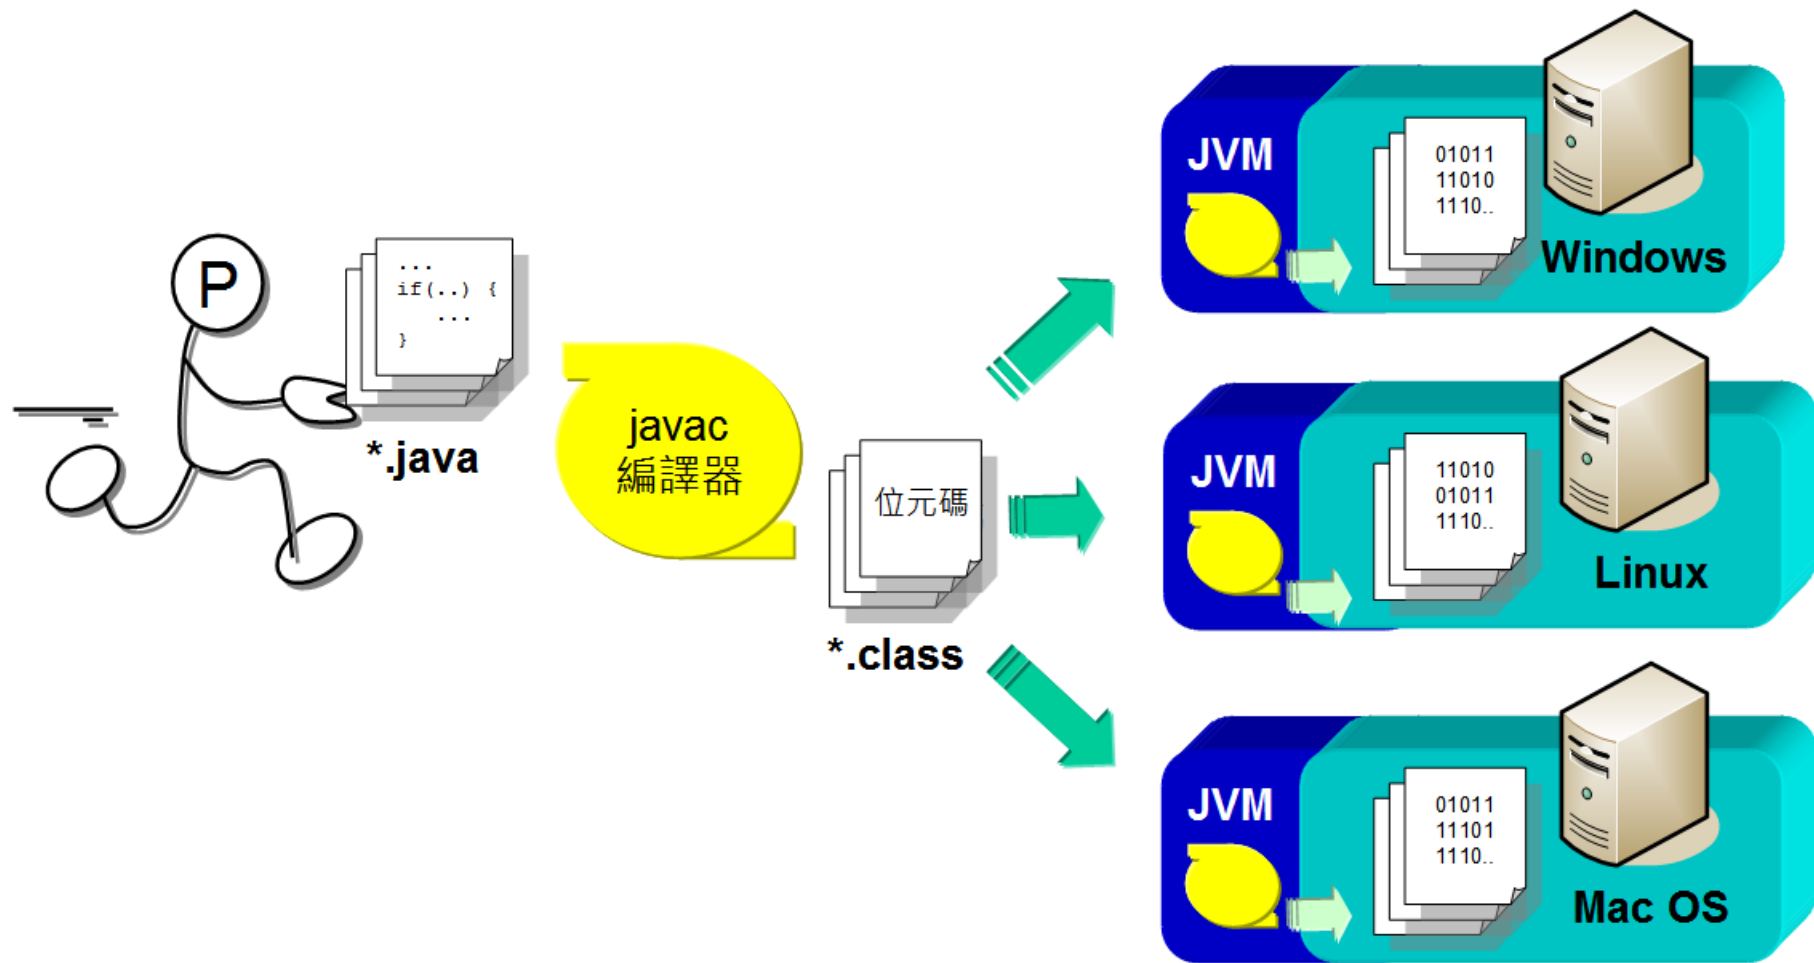 P
...
if(..) {
...
}
*.java
javac
編譯器
位元碼
*.class
JVM
01011
11010
1110..
Windows
JVM
11010
01011
1110..
Linux
JVM
01011
11101
1110..
Mac OS